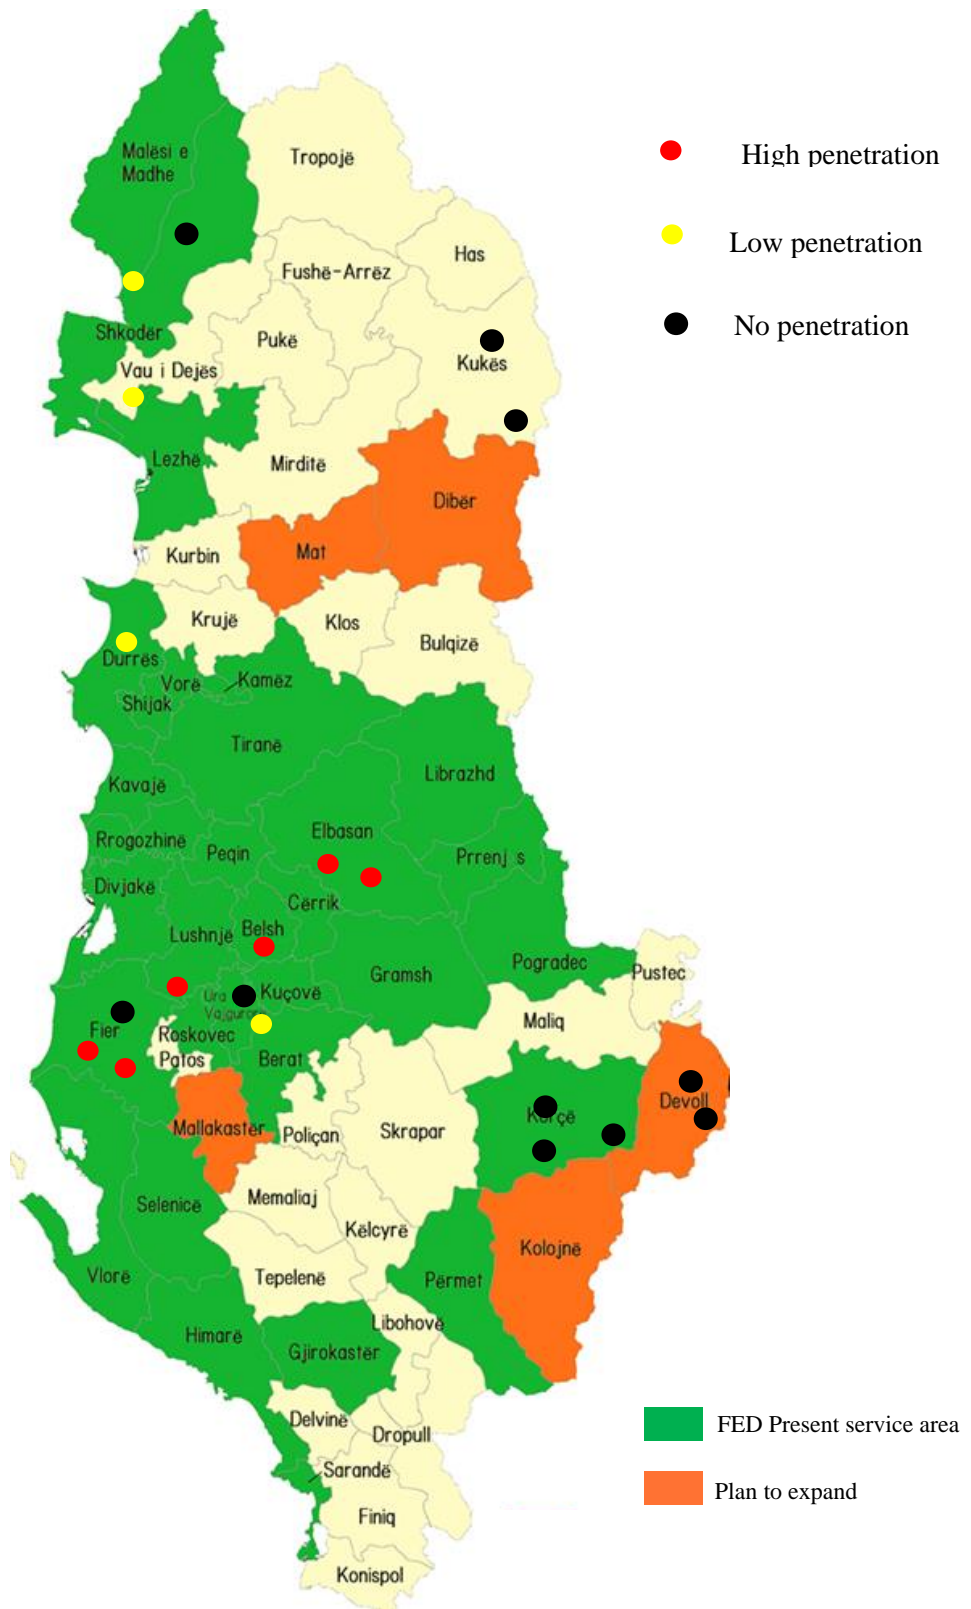 Malësi e
Madhe
Tropojë
High penetration
Has
Low penetration
Fushë-Arrëz
Shkodër
Pukë
No penetration
Vau i Dejës
Kukës
Lezhë
Mirditë
Dibër
Kurbin
Mat
Krujë
Klos
Bulqizë
Durrës
Vorë
Kamëz
Shijak
Tiranë
Librazhd
Kavajë
Rrogozhinë
Peqin
Elbasan
Prrenj s
Divjakë
Cërrik
Lushnjë
Belsh
Gramsh
Pogradec
Pustec
Ura
Vajgurore
Kuçovë
Maliq
Fier
Roskovec
Patos
Berat
Mallakastër
Poliçan
Skrapar
Korçë
Devoll
Selenicë
Memaliaj
Këlcyrë
Kolojnë
Vlorë
Tepelenë
Përmet
Himarë
Libohovë
Gjirokastër
Delvinë
Dropull
FED Present service area
Sarandë
Plan to expand
Finiq
Konispol